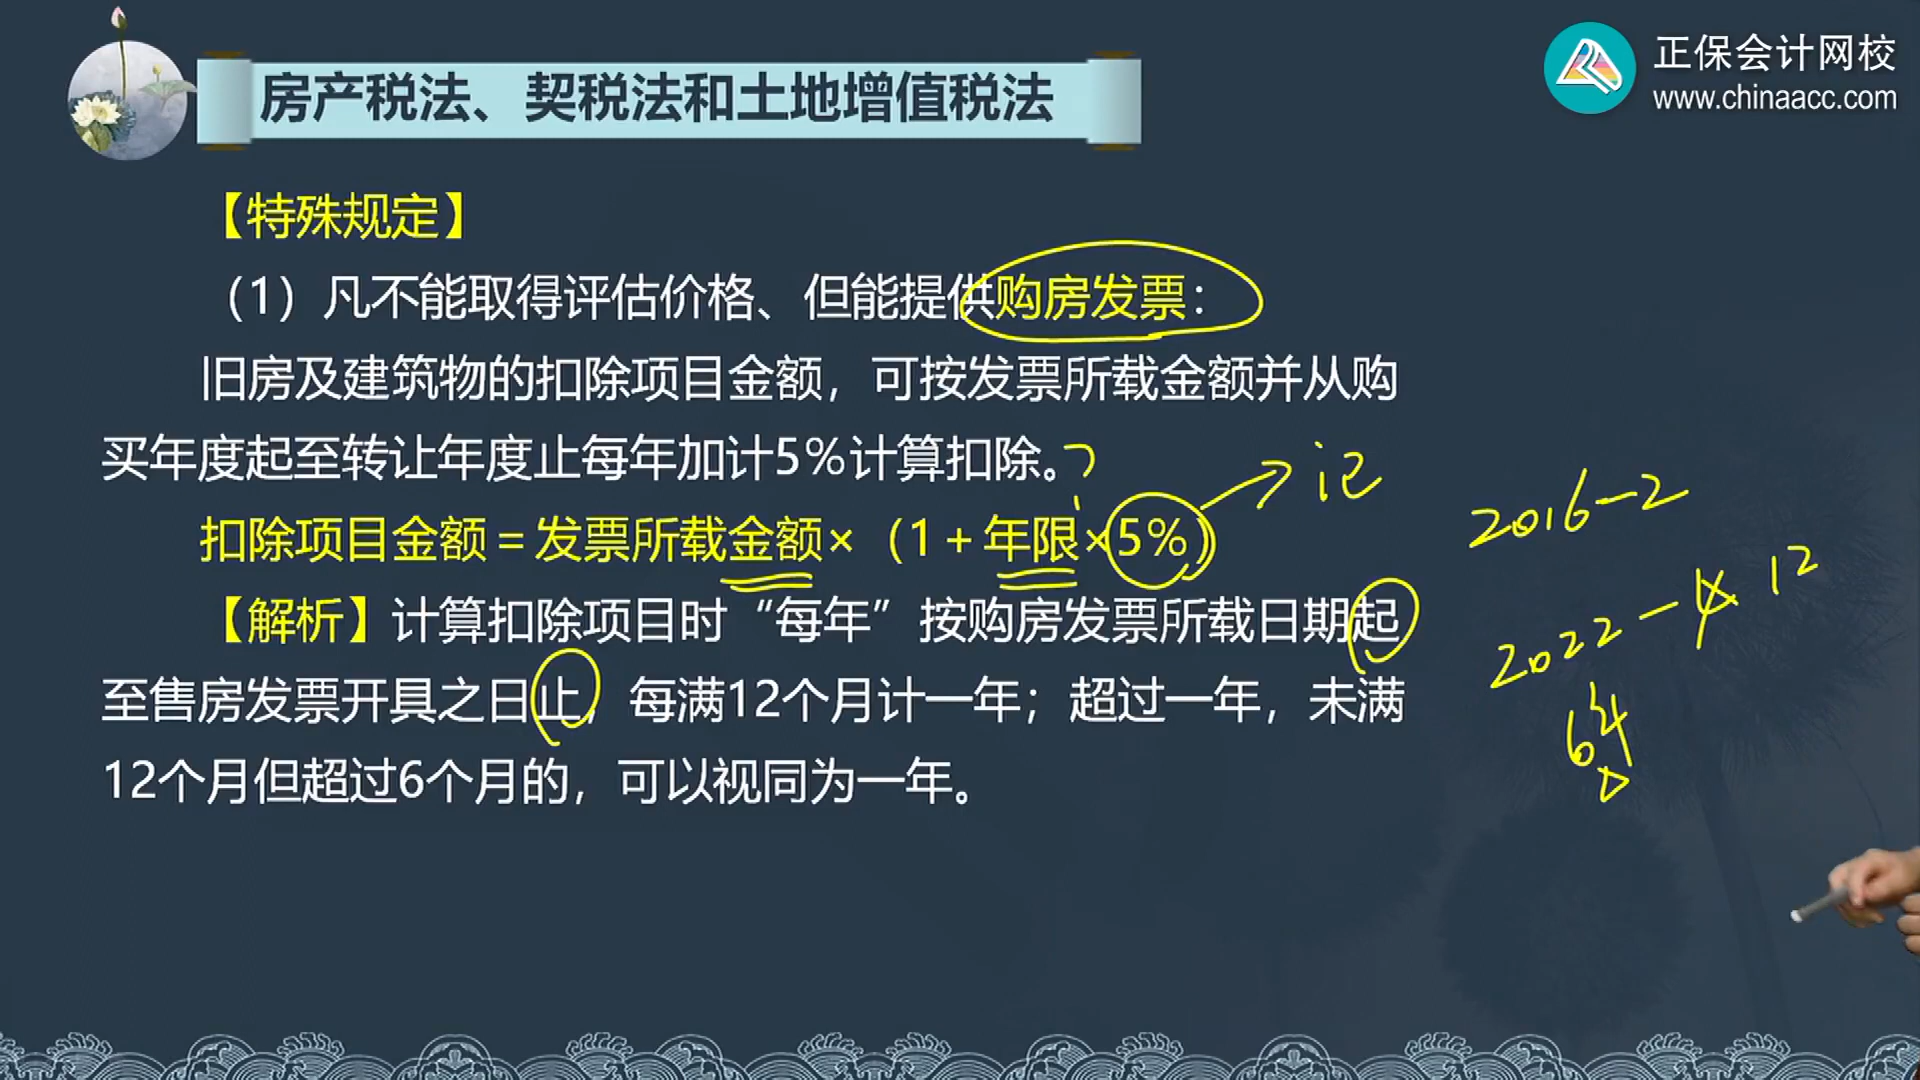 房产税法、契税法和土地增值税法
正保会计网校
www.chinaacc.com
【特殊规定】
（1）凡不能取得评估价格、但能提供购房发票：
旧房及建筑物的扣除项目金额，可按发票所载金额并从购
买年度起至转让年度止每年加计5%计算扣除。
扣除项目金额＝发票所载金额×（1＋年限×5%）
记
2016-2
【解析】计算扣除项目时“每年”按购房发票所载日期起
2022-4 12
至售房发票开具之日止，每满12个月计一年；超过一年，未满
6年
12个月但超过6个月的，可以视同为一年。